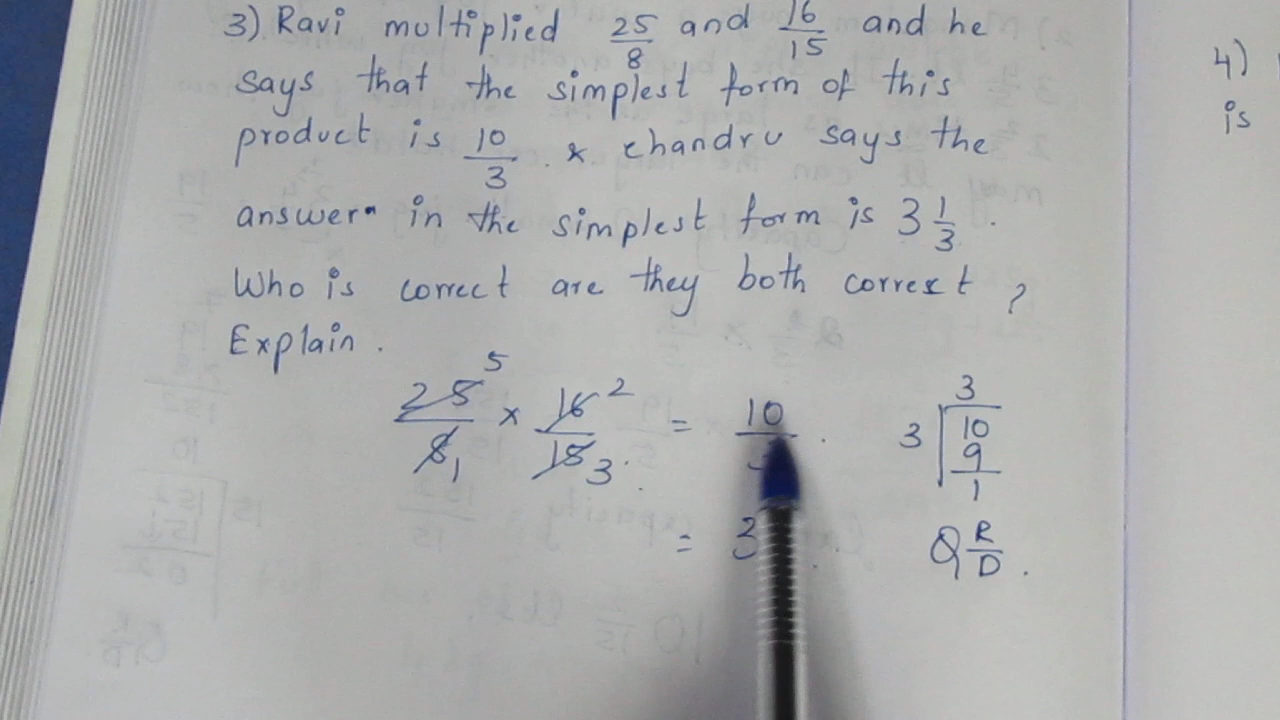 3) Ravi multiplied 25/8 and 16/15 and he
says that the simplest form of this
product is 10/3 . & chandru says the
answer in the simplest form is 3 1/3 .
Who is correct are they both correct ?
Explain .
25/8 5 1 × 16/15 2 3 . = 10 .
= 3
3
3 10
9
1
Q R/D .
4)
is